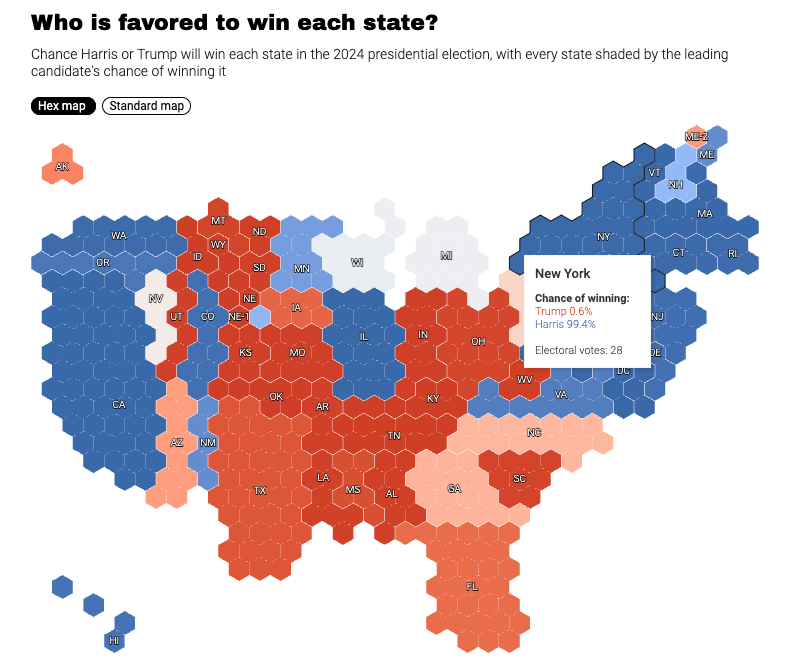 Who is favored to win each state?
Chance Harris or Trump will win each state in the 2024 presidential election, with every state shaded by the leading
candidate's chance of winning it
Hex map
Standard map
ME-2
AK
ME
VT
NH
MT
MA
WA
ND
NY
WY
ID
CT
RI
OR
WI
MI
SD
MN
NV
NE
IA
UT
CO
NE-1
NJ
IL
IN
OH
KS
MO
DE
DC
WV
OK
VA
KY
CA
AR
NC
AZ
NM
TN
TX
LA
MS
AL
GA
SC
FL
HI
New York
Chance of winning:
Trump 0.6%
Harris 99.4%
Electoral votes: 28